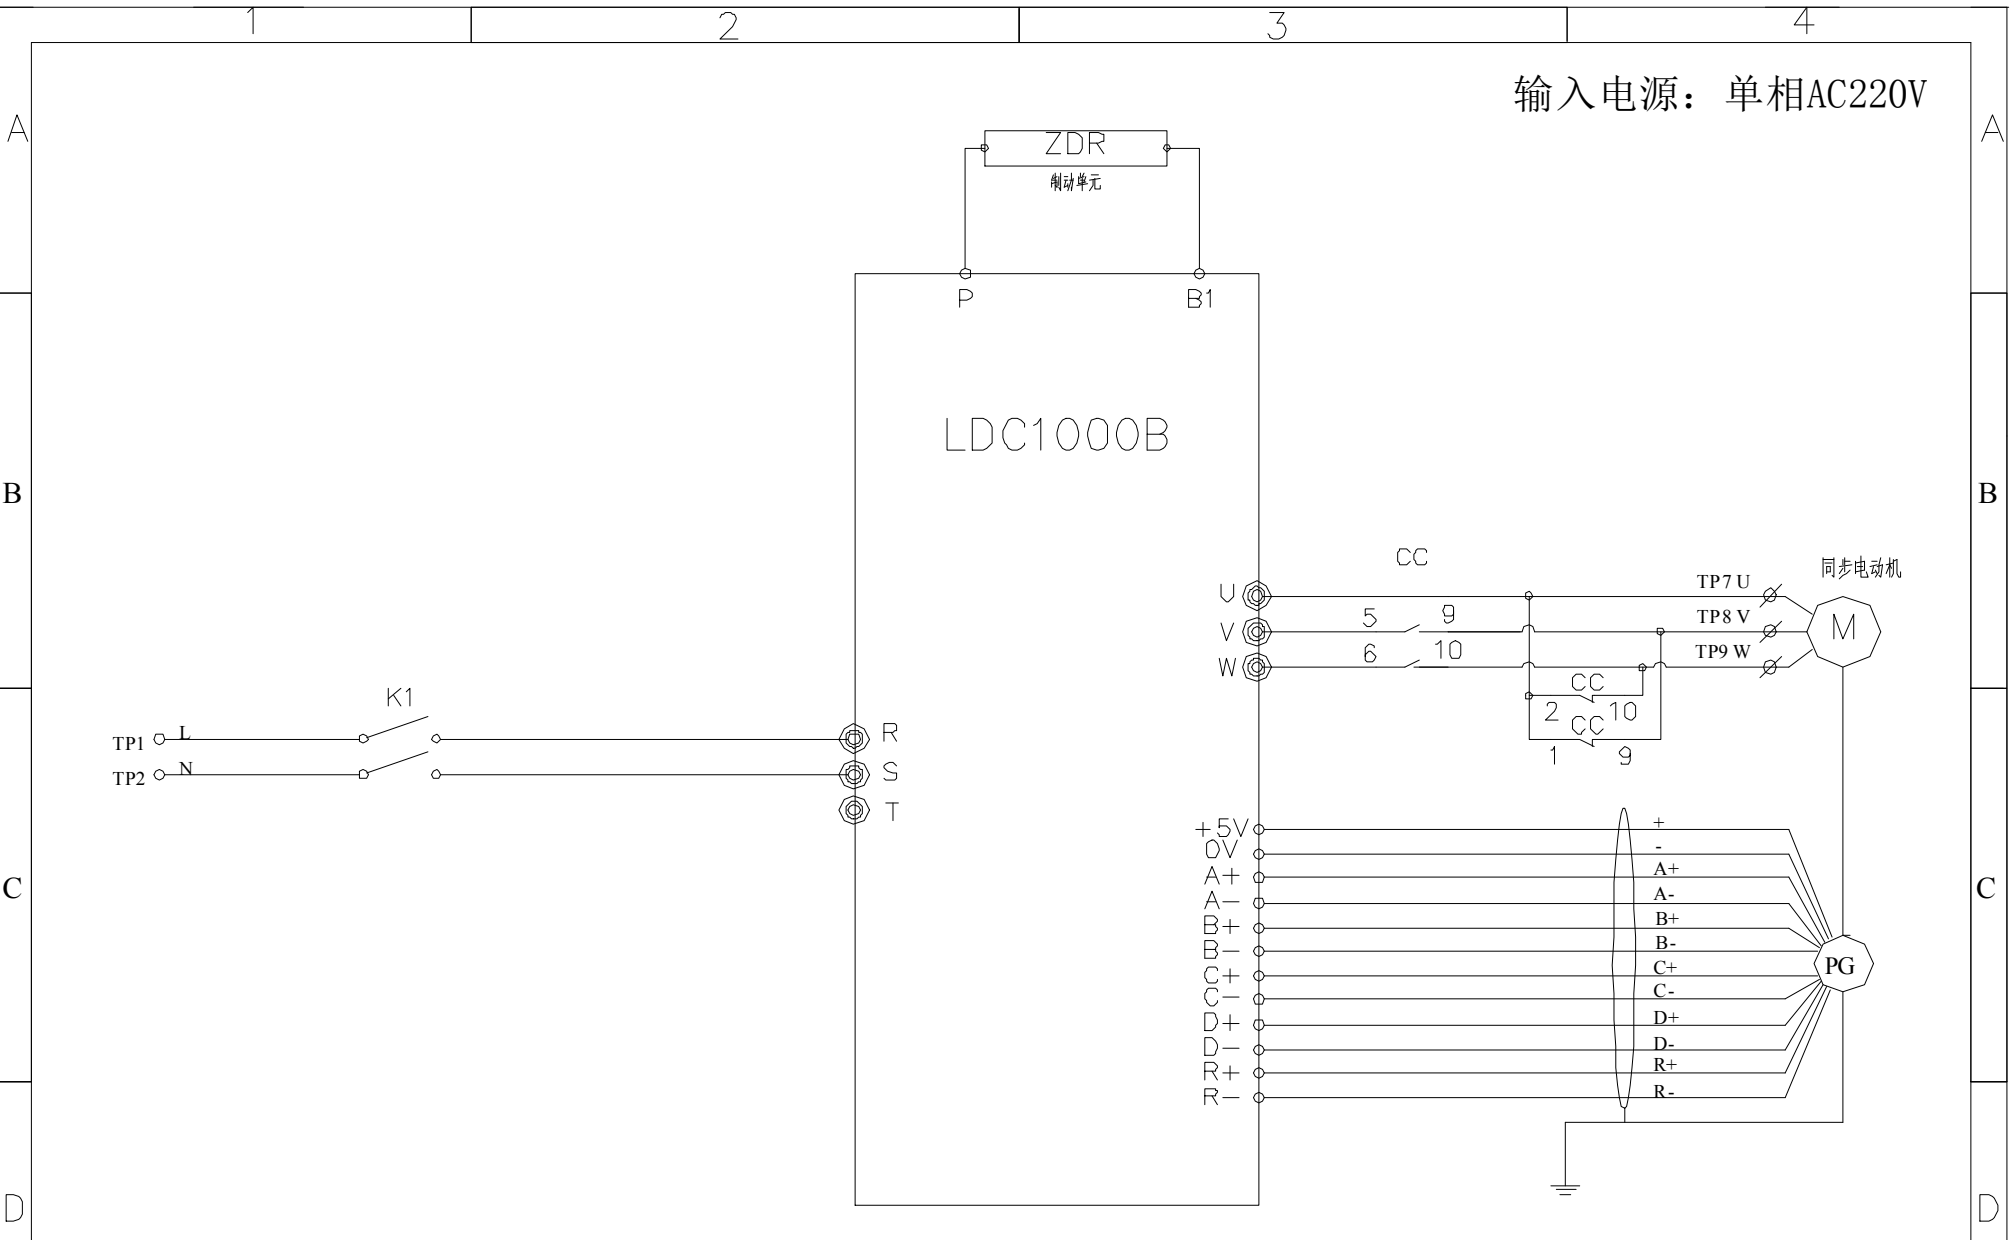 1 2 3 4
输入电源：单相AC220V
A A
ZDR
制动单元
P B1
LDC1000B
B B
CC
同步电动机
U TP7 U
V 5 9 TP8 V M
W 6 10 TP9 W
CC
2 10
CC
1 9
K1
TP1 L R
TP2 N S
T
+5V +
0V -
A+ A+
C C
A- A-
B+ B+
B- B-
PG
C+ C+
C- C-
D+ D+
D- D-
R+ R+
R- R-
D D